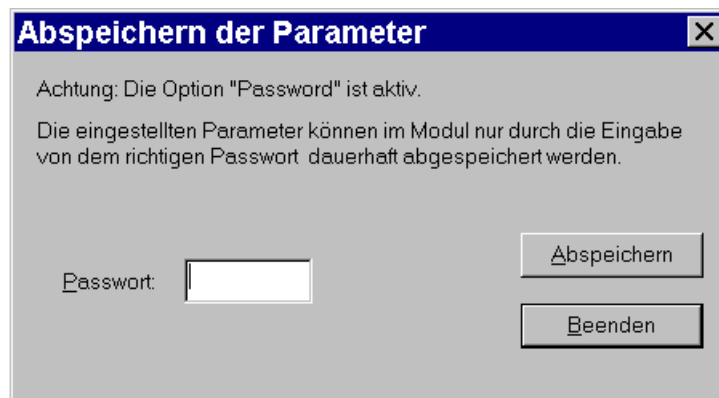 Abspeichern der Parameter
Achtung: Die Option "Password" ist aktiv.
Die eingestellten Parameter können im Modul nur durch die Eingabe
von dem richtigen Passwort dauerhaft abgespeichert werden.
Abspeichern
Passwort:
Beenden